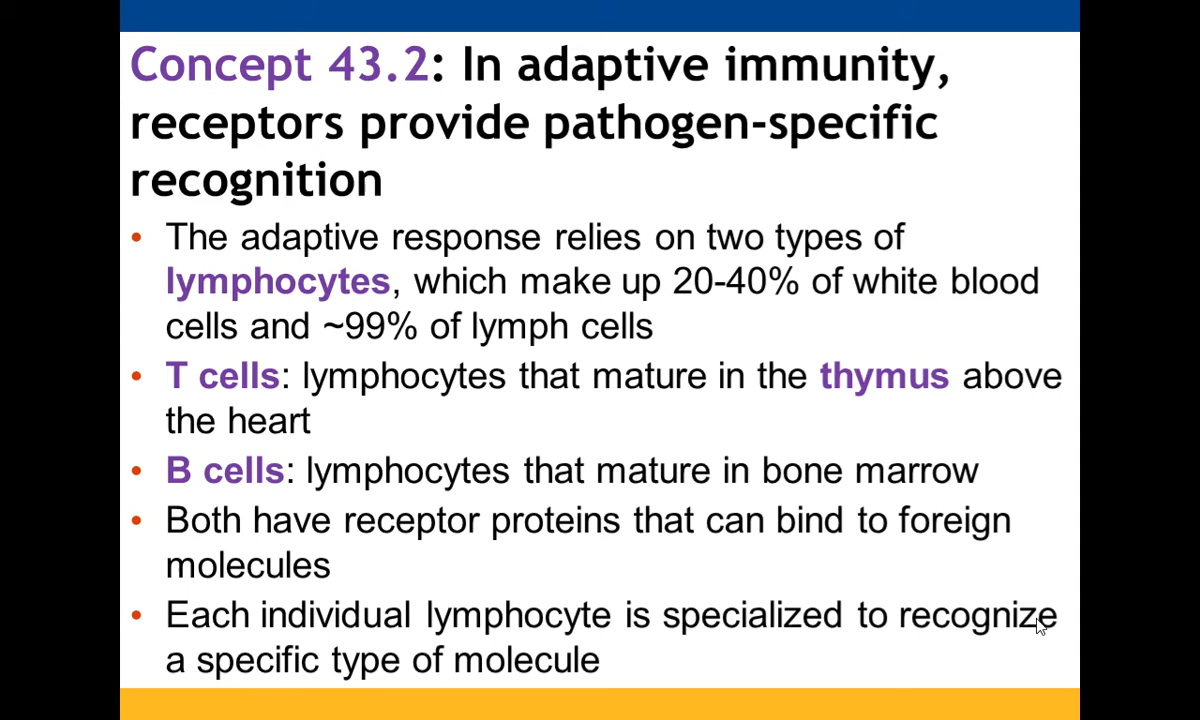 Concept 43.2: In adaptive immunity,
receptors provide pathogen-specific
recognition
• The adaptive response relies on two types of
lymphocytes, which make up 20-40% of white blood
cells and ~99% of lymph cells
• T cells: lymphocytes that mature in the thymus above
the heart
• B cells: lymphocytes that mature in bone marrow
• Both have receptor proteins that can bind to foreign
molecules
• Each individual lymphocyte is specialized to recognize
a specific type of molecule